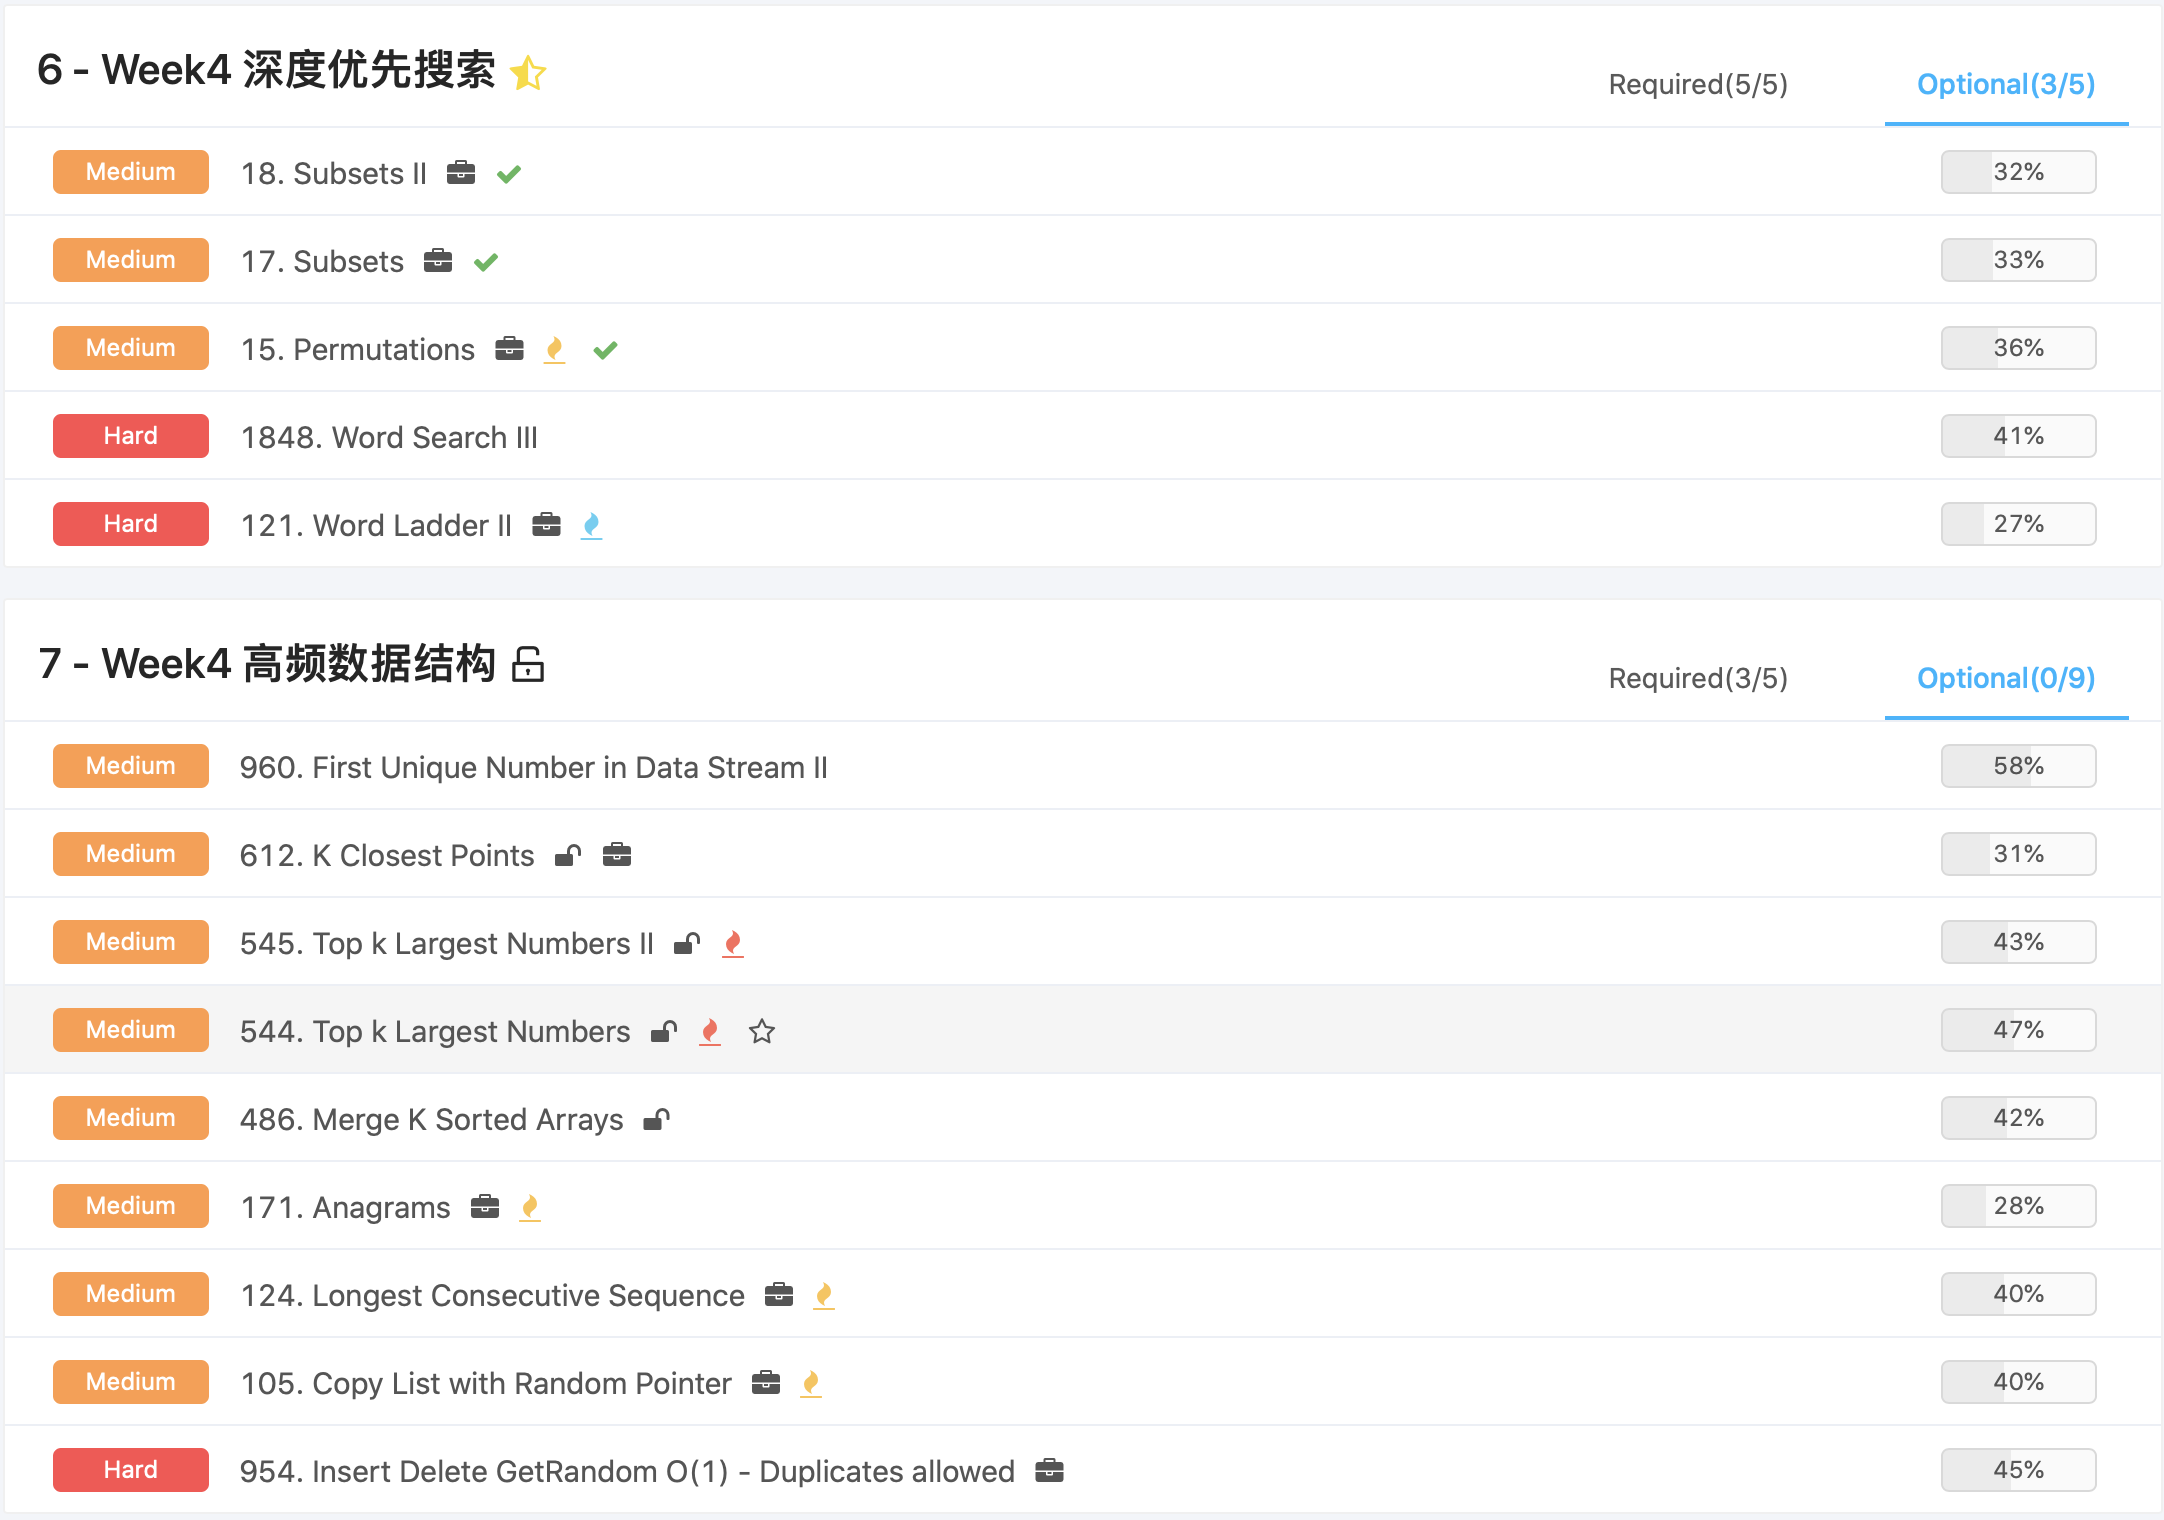 6 - Week4 深度优先搜索
Required(5/5) Optional(3/5)
Medium 18. Subsets II 32%
Medium 17. Subsets 33%
Medium 15. Permutations 36%
Hard 1848. Word Search III 41%
Hard 121. Word Ladder II 27%
7 - Week4 高频数据结构
Required(3/5) Optional(0/9)
Medium 960. First Unique Number in Data Stream II 58%
Medium 612. K Closest Points 31%
Medium 545. Top k Largest Numbers II 43%
Medium 544. Top k Largest Numbers 47%
Medium 486. Merge K Sorted Arrays 42%
Medium 171. Anagrams 28%
Medium 124. Longest Consecutive Sequence 40%
Medium 105. Copy List with Random Pointer 40%
Hard 954. Insert Delete GetRandom O(1) - Duplicates allowed 45%